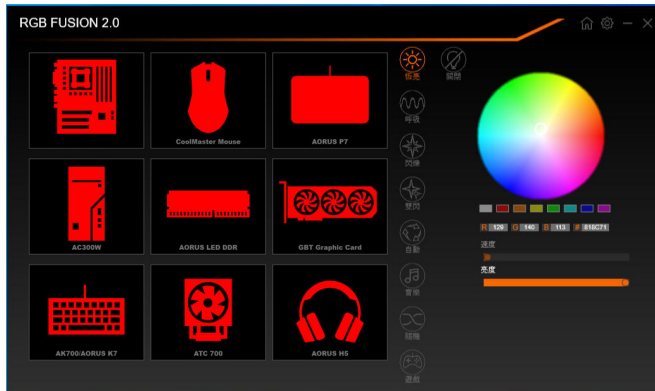 RGB FUSION 2.0
CoolMaster Mouse
AORUS P7
AC300W
AORUS LED DDR
GBT Graphic Card
AK700/AORUS K7
ATC 700
AORUS H5
恆亮
關閉
呼吸
閃爍
雙閃
自動
音樂
隨機
遊戲
R 129 G 140 B 113 # 818C71
速度
亮度